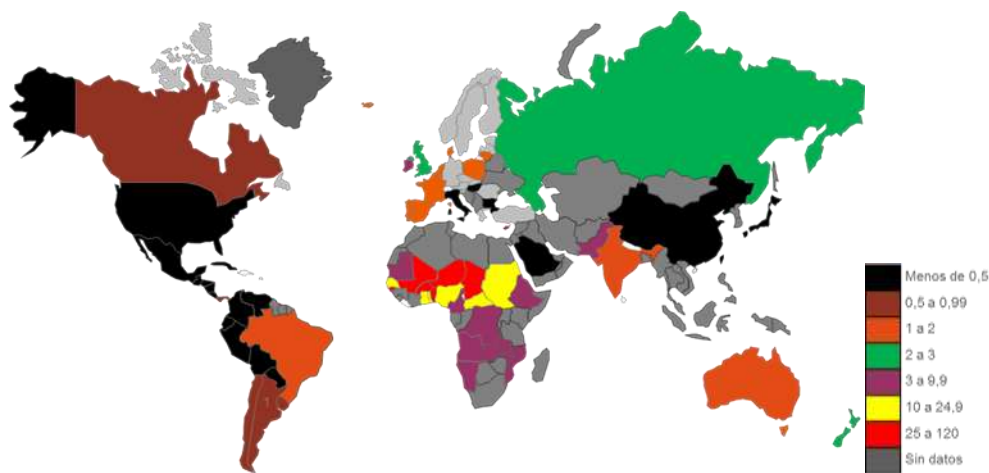 Menos de 0,5
0,5 a 0,99
1 a 2
2 a 3
3 a 9,9
10 a 24,9
25 a 120
Sin datos